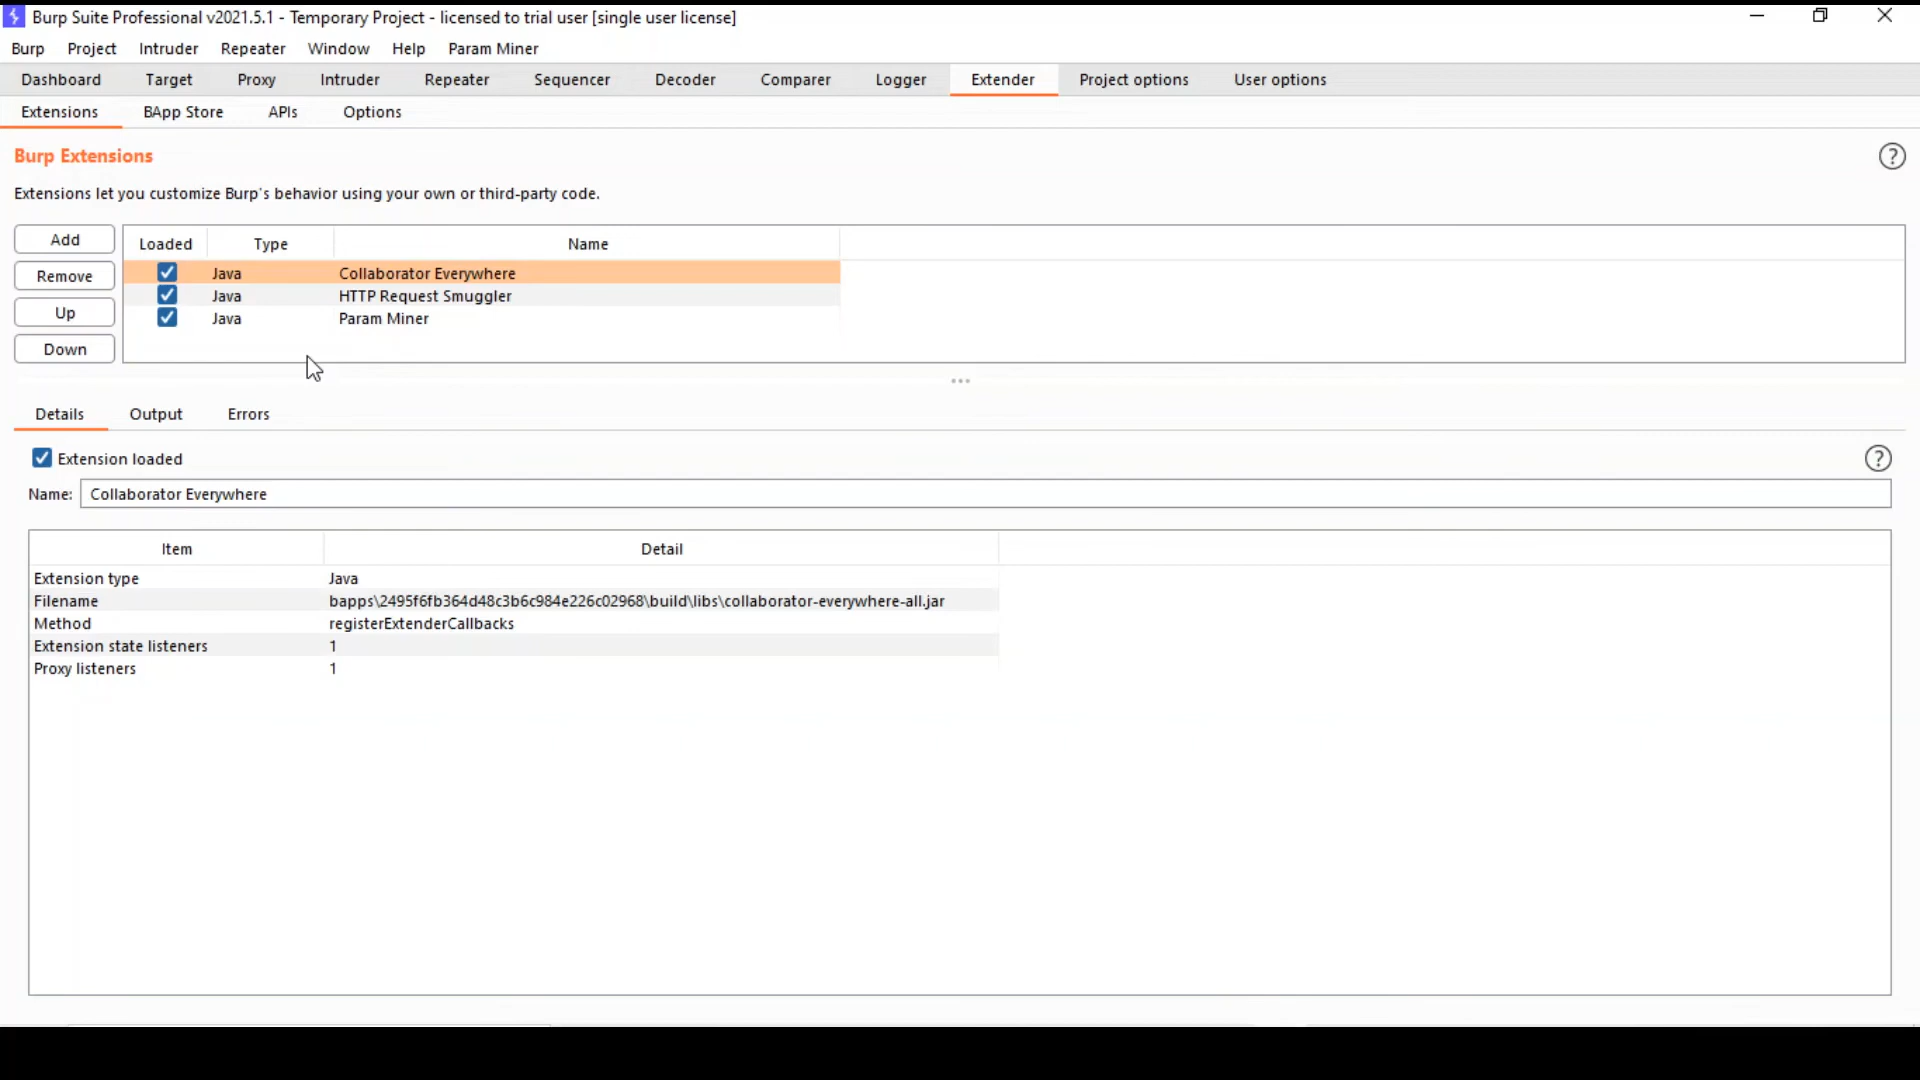 Burp Suite Professional v2021.5.1 - Temporary Project - licensed to trial user [single user license]
Burp Project Intruder Repeater Window Help Param Miner
Dashboard Target Proxy Intruder Repeater Sequencer Decoder Comparer Logger Extender Project options User options
Extensions BApp Store APIs Options
Burp Extensions
?
Extensions let you customize Burp's behavior using your own or third-party code.
Add
Remove
Up
Down
Loaded Type Name
Java Collaborator Everywhere
Java HTTP Request Smuggler
Java Param Miner
Details Output Errors
Extension loaded
?
Name: Collaborator Everywhere
Item Detail
Extension type Java
Filename bapps\2495f6fb364d48c3b6c984e226c02968\build\libs\collaborator-everywhere-all.jar
Method registerExtenderCallbacks
Extension state listeners 1
Proxy listeners 1